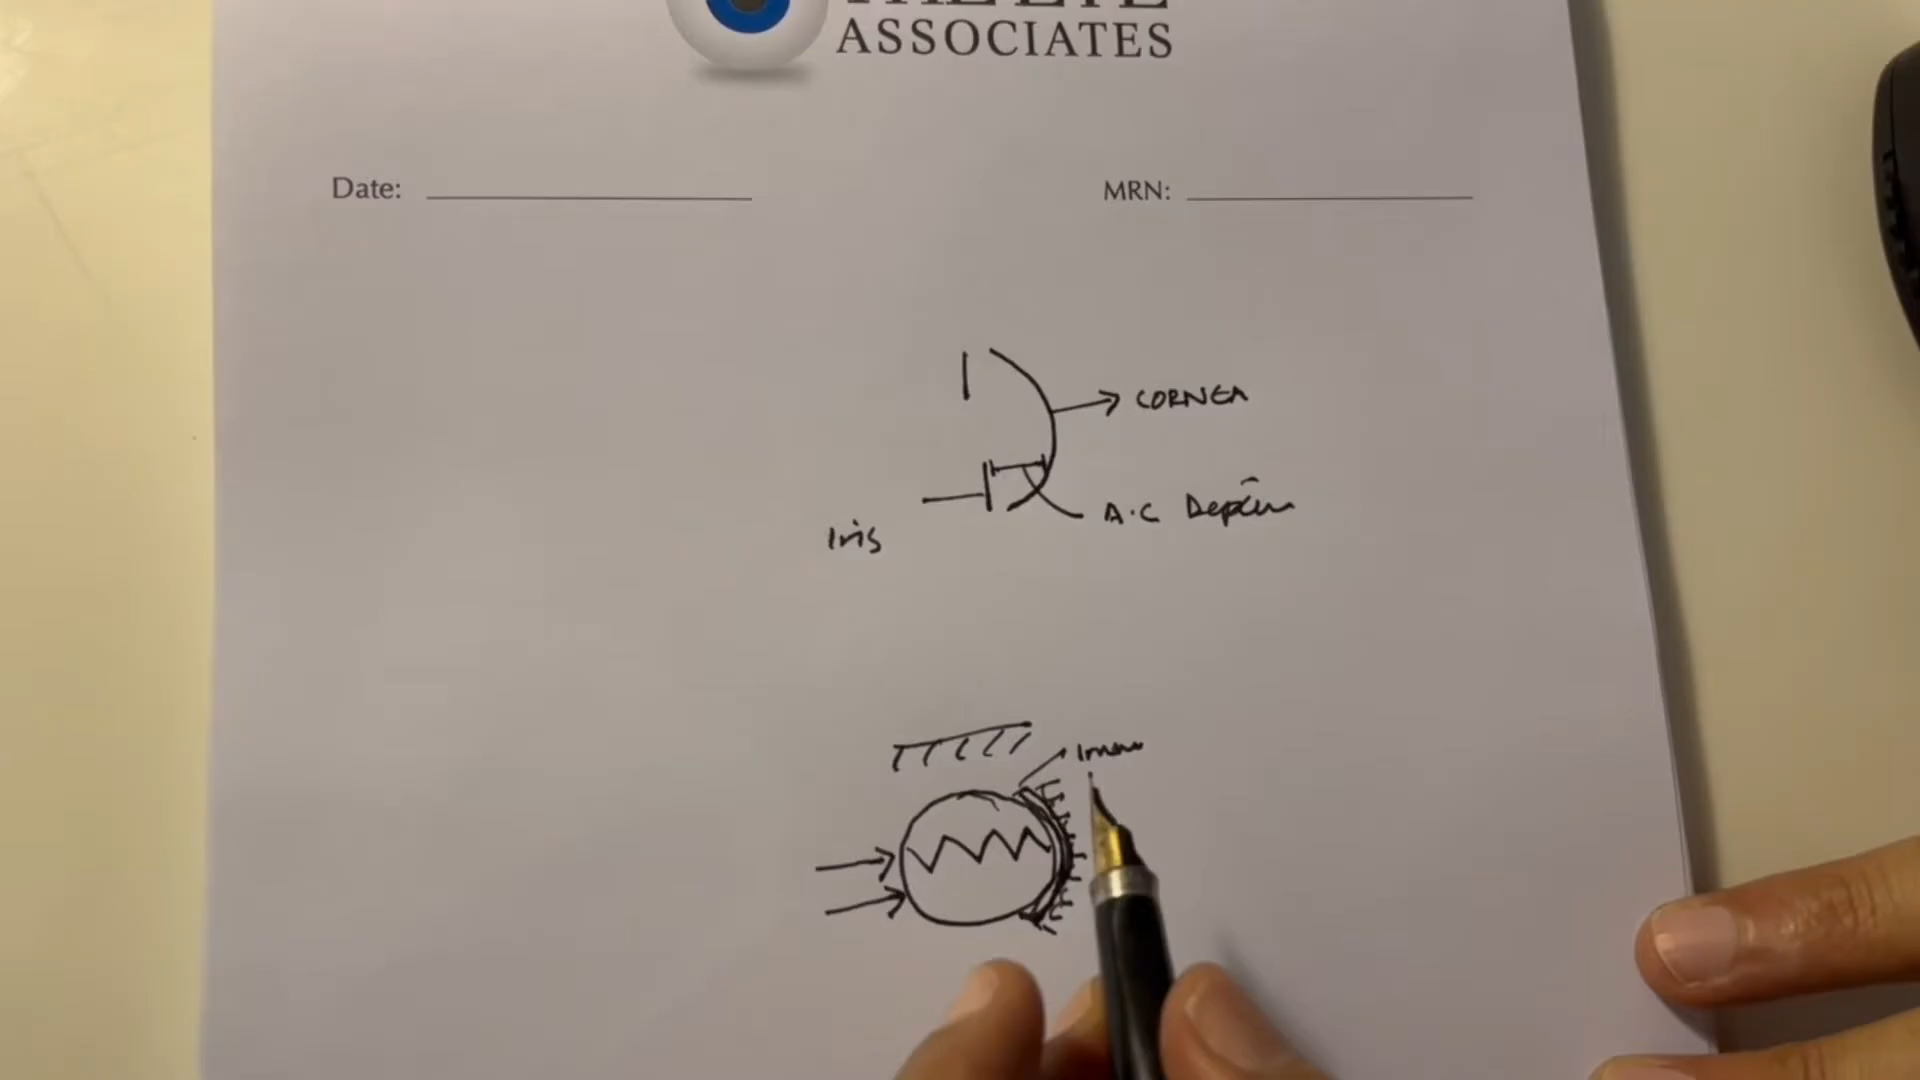 ASSOCIATES
Date:
MRN:
CORNEA
A.C Depth
Iris